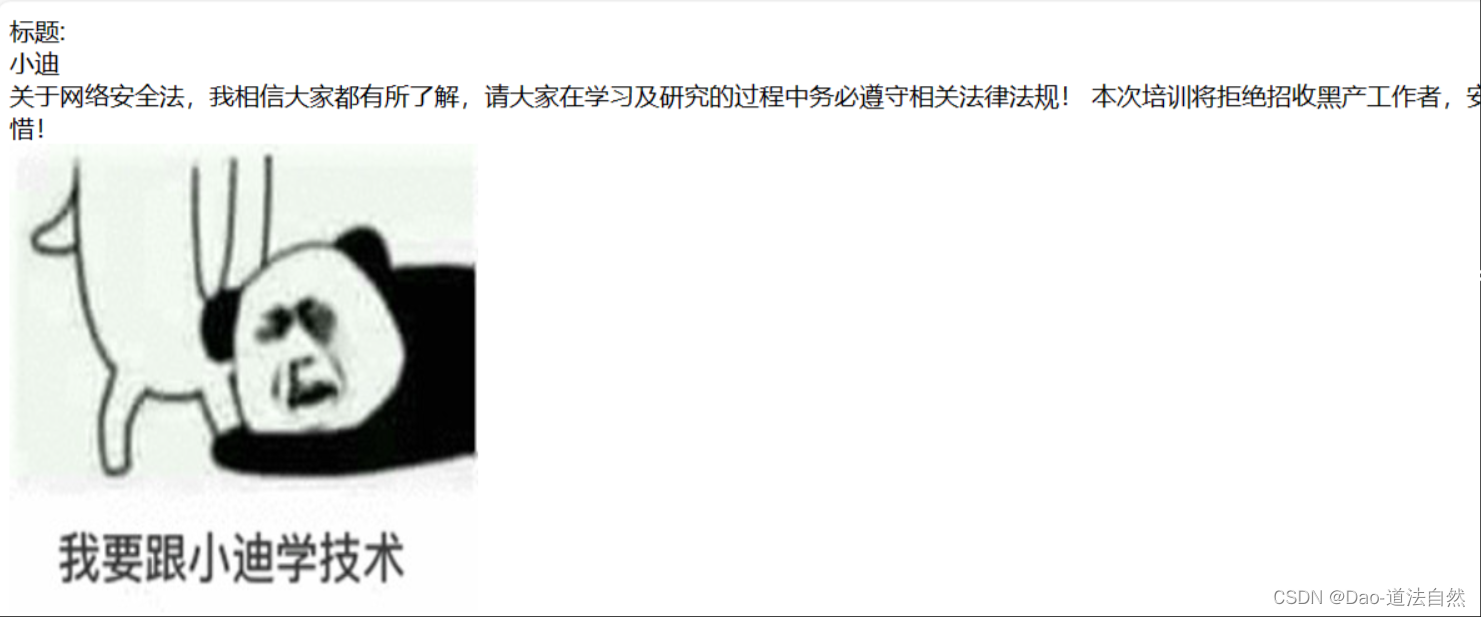 标题:
小迪
关于网络安全法，我相信大家都有所了解，请大家在学习及研究的过程中务必遵守相关法律法规！ 本次培训将拒绝招收黑产工作者，
惜！
我要跟小迪学技术
CSDN @Dao-道法自然